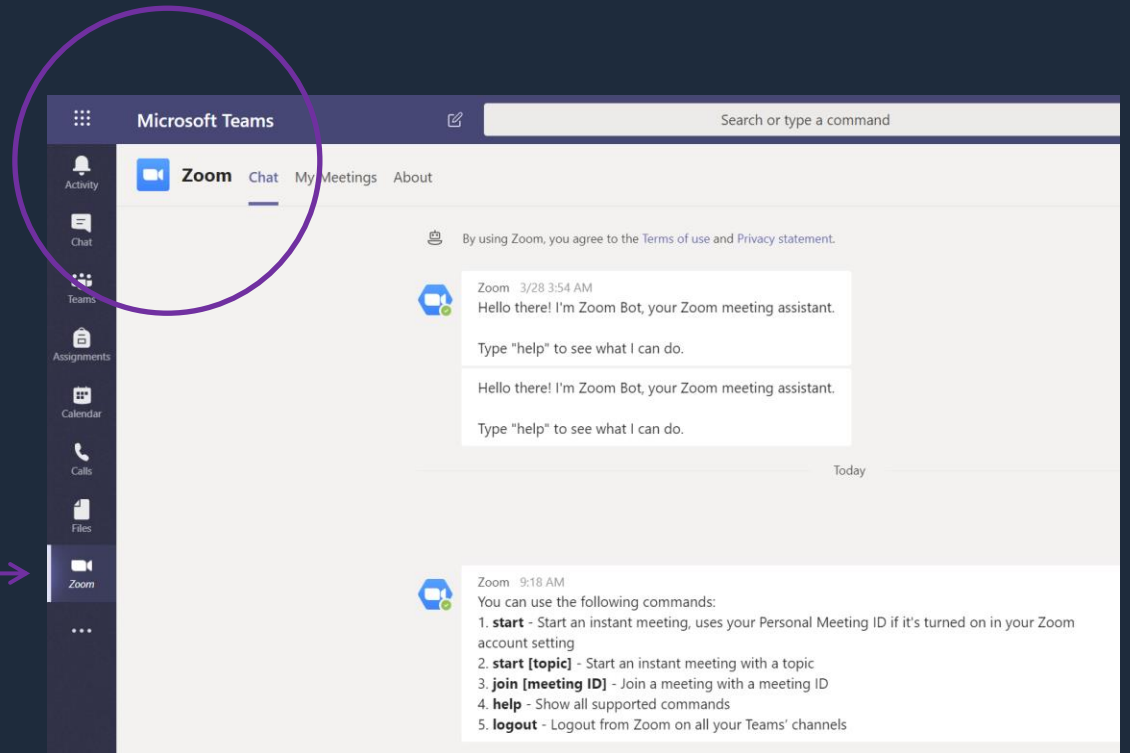 Microsoft Teams
Search or type a command
Activity
Chat
Teams
Assignments
Calendar
Calls
Files
Zoom
Zoom Chat My Meetings About
By using Zoom, you agree to the Terms of use and Privacy statement.
Zoom 3/28 3:54 AM
Hello there! I'm Zoom Bot, your Zoom meeting assistant.
Type "help" to see what I can do.
Hello there! I'm Zoom Bot, your Zoom meeting assistant.
Type "help" to see what I can do.
Today
Zoom 9:18 AM
You can use the following commands:
1. start - Start an instant meeting, uses your Personal Meeting ID if it's turned on in your Zoom
account setting
2. start [topic] - Start an instant meeting with a topic
3. join [meeting ID] - Join a meeting with a meeting ID
4. help - Show all supported commands
5. logout - Logout from Zoom on all your Teams' channels